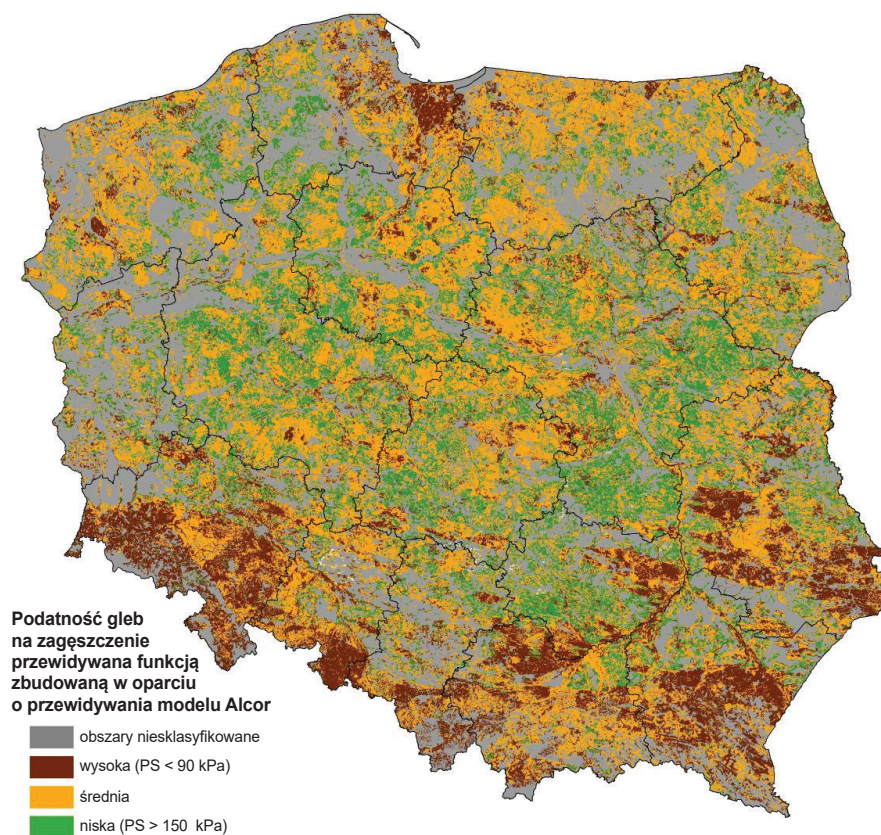 Podatność gleb
na zagęszczenie
przewidywana funkcją
zbudowaną w oparciu
o przewidywania modelu Alcor
obszary niesklasyfikowane
wysoka (PS < 90 kPa)
średnia
niska (PS > 150 kPa)